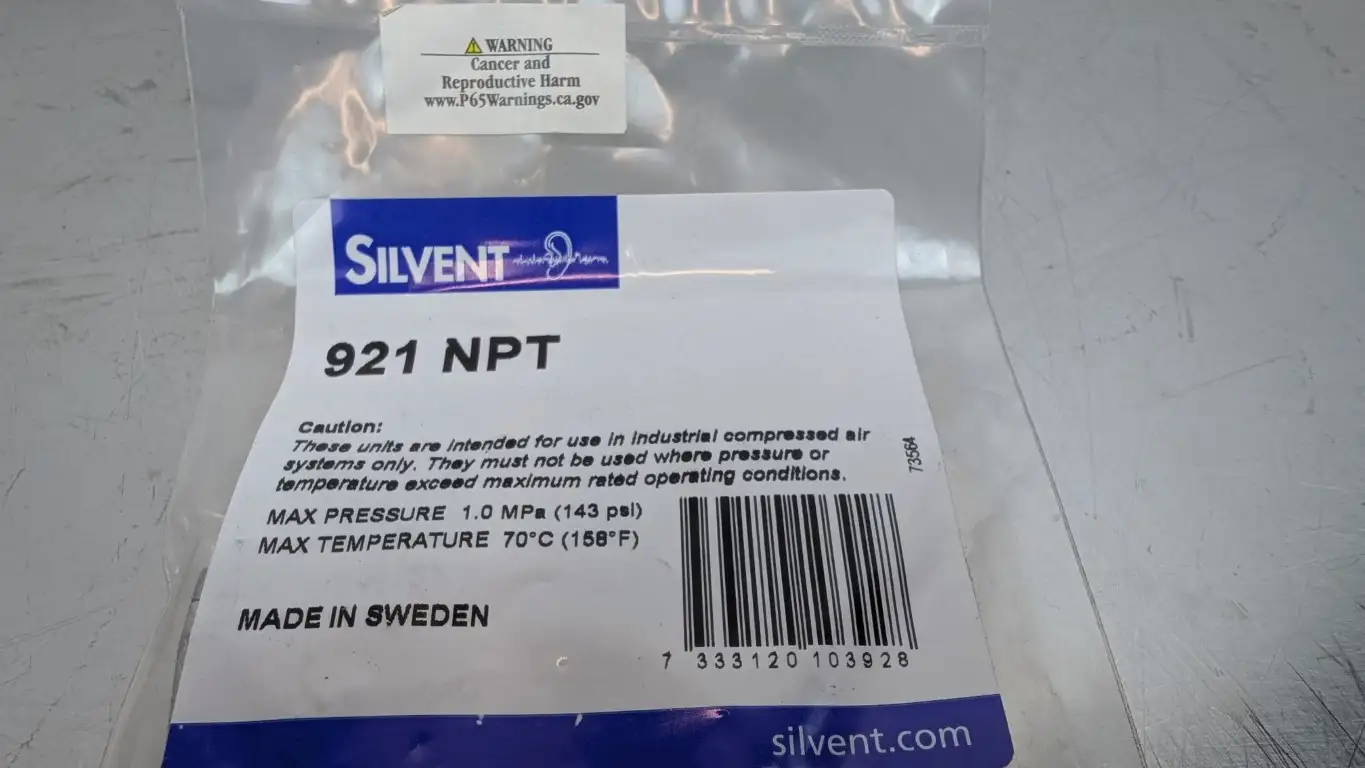 ⚠ WARNING
Cancer and
Reproductive Harm
www.P65Warnings.ca.gov
SILVENT
921 NPT
Caution:
These units are intended for use in industrial compressed air
systems only. They must not be used where pressure or
temperature exceed maximum rated operating conditions.
73564
MAX PRESSURE 1.0 MPa (143 psi)
MAX TEMPERATURE 70°C (158°F)
MADE IN SWEDEN
7 333120 103928
silvent.com